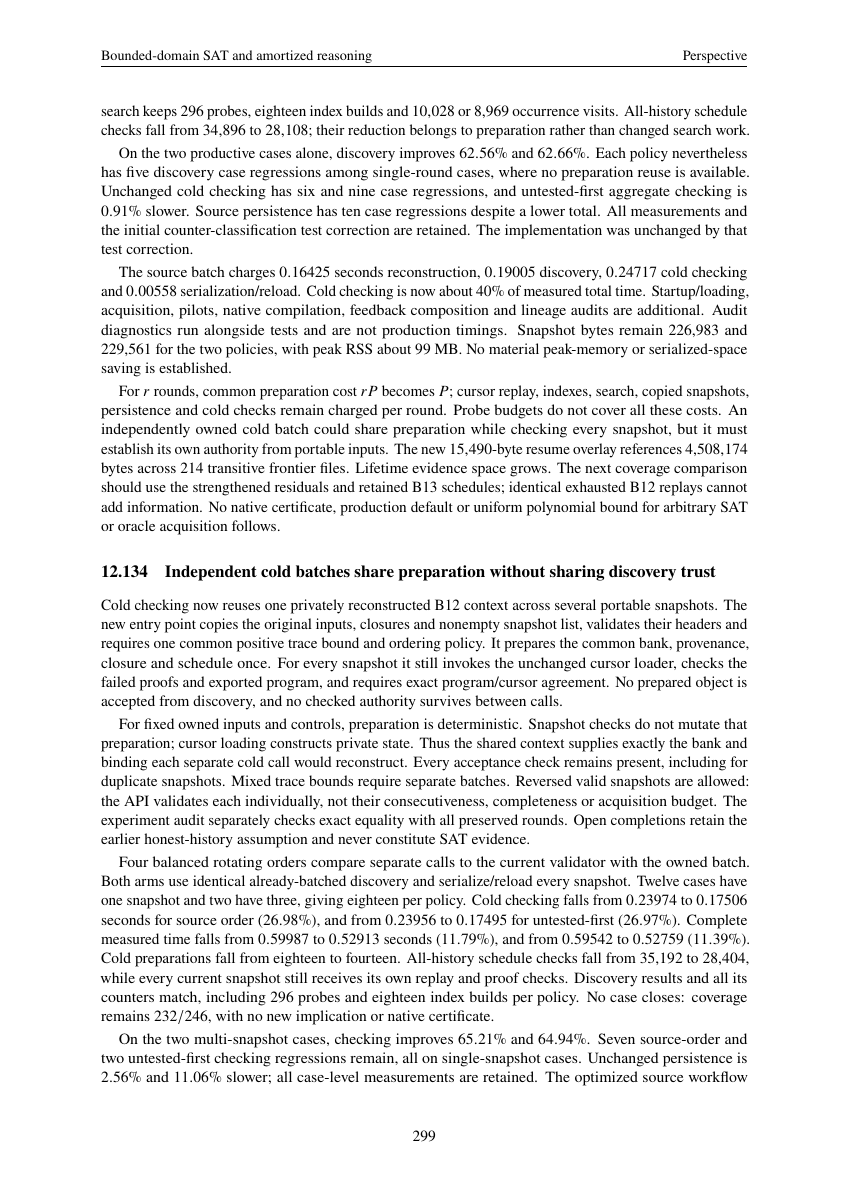 Bounded-domain SAT and amortized reasoning Perspective
search keeps 296 probes, eighteen index builds and 10,028 or 8,969 occurrence visits. All-history schedule
checks fall from 34,896 to 28,108; their reduction belongs to preparation rather than changed search work.
On the two productive cases alone, discovery improves 62.56% and 62.66%. Each policy nevertheless
has five discovery case regressions among single-round cases, where no preparation reuse is available.
Unchanged cold checking has six and nine case regressions, and untested-first aggregate checking is
0.91% slower. Source persistence has ten case regressions despite a lower total. All measurements and
the initial counter-classification test correction are retained. The implementation was unchanged by that
test correction.
The source batch charges 0.16425 seconds reconstruction, 0.19005 discovery, 0.24717 cold checking
and 0.00558 serialization/reload. Cold checking is now about 40% of measured total time. Startup/loading,
acquisition, pilots, native compilation, feedback composition and lineage audits are additional. Audit
diagnostics run alongside tests and are not production timings. Snapshot bytes remain 226,983 and
229,561 for the two policies, with peak RSS about 99 MB. No material peak-memory or serialized-space
saving is established.
For r rounds, common preparation cost rP becomes P; cursor replay, indexes, search, copied snapshots,
persistence and cold checks remain charged per round. Probe budgets do not cover all these costs. An
independently owned cold batch could share preparation while checking every snapshot, but it must
establish its own authority from portable inputs. The new 15,490-byte resume overlay references 4,508,174
bytes across 214 transitive frontier files. Lifetime evidence space grows. The next coverage comparison
should use the strengthened residuals and retained B13 schedules; identical exhausted B12 replays cannot
add information. No native certificate, production default or uniform polynomial bound for arbitrary SAT
or oracle acquisition follows.
12.134 Independent cold batches share preparation without sharing discovery trust
Cold checking now reuses one privately reconstructed B12 context across several portable snapshots. The
new entry point copies the original inputs, closures and nonempty snapshot list, validates their headers and
requires one common positive trace bound and ordering policy. It prepares the common bank, provenance,
closure and schedule once. For every snapshot it still invokes the unchanged cursor loader, checks the
failed proofs and exported program, and requires exact program/cursor agreement. No prepared object is
accepted from discovery, and no checked authority survives between calls.
For fixed owned inputs and controls, preparation is deterministic. Snapshot checks do not mutate that
preparation; cursor loading constructs private state. Thus the shared context supplies exactly the bank and
binding each separate cold call would reconstruct. Every acceptance check remains present, including for
duplicate snapshots. Mixed trace bounds require separate batches. Reversed valid snapshots are allowed:
the API validates each individually, not their consecutiveness, completeness or acquisition budget. The
experiment audit separately checks exact equality with all preserved rounds. Open completions retain the
earlier honest-history assumption and never constitute SAT evidence.
Four balanced rotating orders compare separate calls to the current validator with the owned batch.
Both arms use identical already-batched discovery and serialize/reload every snapshot. Twelve cases have
one snapshot and two have three, giving eighteen per policy. Cold checking falls from 0.23974 to 0.17506
seconds for source order (26.98%), and from 0.23956 to 0.17495 for untested-first (26.97%). Complete
measured time falls from 0.59987 to 0.52913 seconds (11.79%), and from 0.59542 to 0.52759 (11.39%).
Cold preparations fall from eighteen to fourteen. All-history schedule checks fall from 35,192 to 28,404,
while every current snapshot still receives its own replay and proof checks. Discovery results and all its
counters match, including 296 probes and eighteen index builds per policy. No case closes: coverage
remains 232/246, with no new implication or native certificate.
On the two multi-snapshot cases, checking improves 65.21% and 64.94%. Seven source-order and
two untested-first checking regressions remain, all on single-snapshot cases. Unchanged persistence is
2.56% and 11.06% slower; all case-level measurements are retained. The optimized source workflow
299